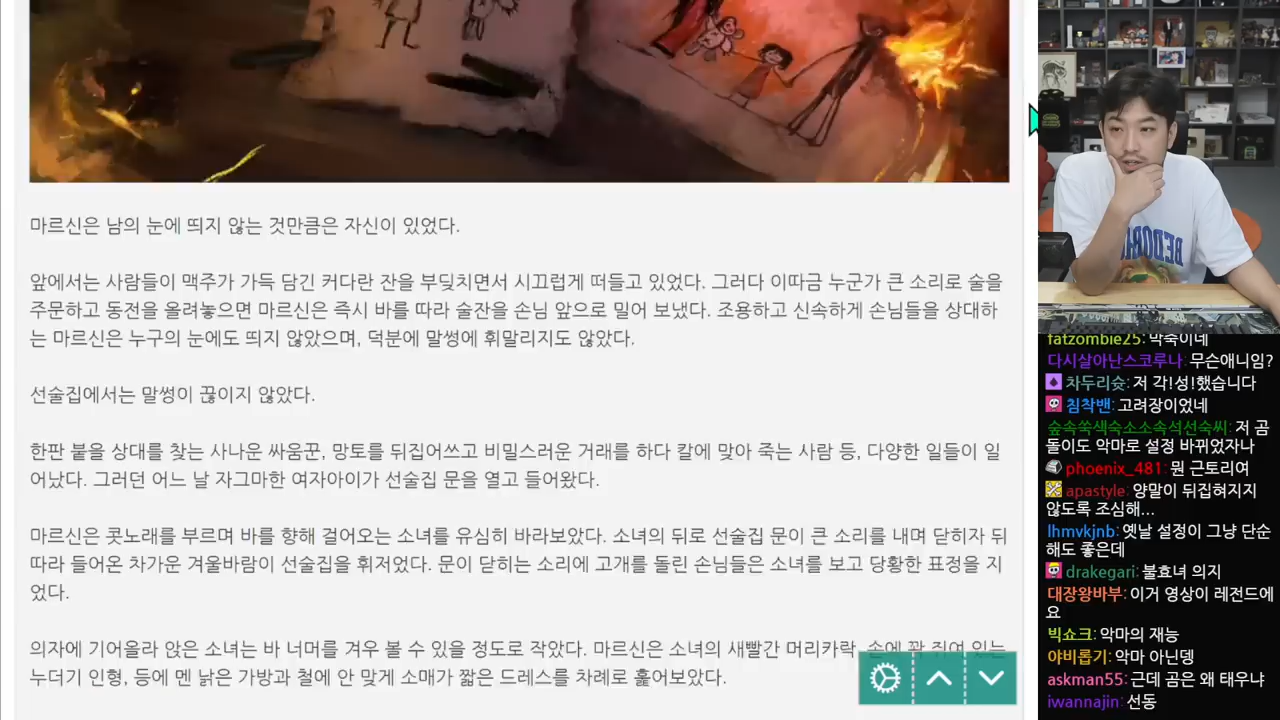 마르신은 남의 눈에 띄지 않는 것만큼은 자신이 있었다.
앞에서는 사람들이 맥주가 가득 담긴 커다란 잔을 부딪치면서 시끄럽게 떠들고 있었다. 그러다 이따금 누군가 큰 소리로 술을
주문하고 동전을 올려놓으면 마르신은 즉시 바를 따라 술잔을 손님 앞으로 밀어 보냈다. 조용하고 신속하게 손님들을 상대하
는 마르신은 누구의 눈에도 띄지 않았으며, 덕분에 말썽에 휘말리지도 않았다.
선술집에서는 말썽이 끊이지 않았다.
한판 붙을 상대를 찾는 사나운 싸움꾼, 망토를 뒤집어쓰고 비밀스러운 거래를 하다 칼에 맞아 죽는 사람 등, 다양한 일들이 일
어났다. 그러던 어느 날 자그마한 여자아이가 선술집 문을 열고 들어왔다.
마르신은 콧노래를 부르며 바를 향해 걸어오는 소녀를 유심히 바라보았다. 소녀의 뒤로 선술집 문이 큰 소리를 내며 닫히자 뒤
따라 들어온 차가운 겨울바람이 선술집을 휘저었다. 문이 닫히는 소리에 고개를 돌린 손님들은 소녀를 보고 당황한 표정을 지
었다.
의자에 기어올라 앉은 소녀는 바 너머를 겨우 볼 수 있을 정도로 작았다. 마르신은 소녀의 새빨간 머리카락, 손에 꽉 쥐여 있는
누더기 인형, 등에 멘 낡은 가방과 철에 안 맞게 소매가 짧은 드레스를 차례로 훑어보았다.
fatzombie25: 막죽이네
다시살아난스코루나: 무슨애니임?
차두리슛: 저 각!성!했습니다
침착밴: 고려장이었네
숲속쑥색숙소소속석선숙씨: 저 곰
돌이도 악마로 설정 바뀌었자나
phoenix_481: 뭔 근토리여
apastyle: 양말이 뒤집혀지지
않도록 조심해...
lhmvkjnb: 옛날 설정이 그냥 단순
해도 좋은데
drakegari: 불효녀 의지
대장왕바부: 이거 영상이 레전드에
요
빅쇼크: 악마의 재능
야비롭기: 악마 아닌뎅
askman55: 근데 곰은 왜 태우냐
iwannajin: 선동